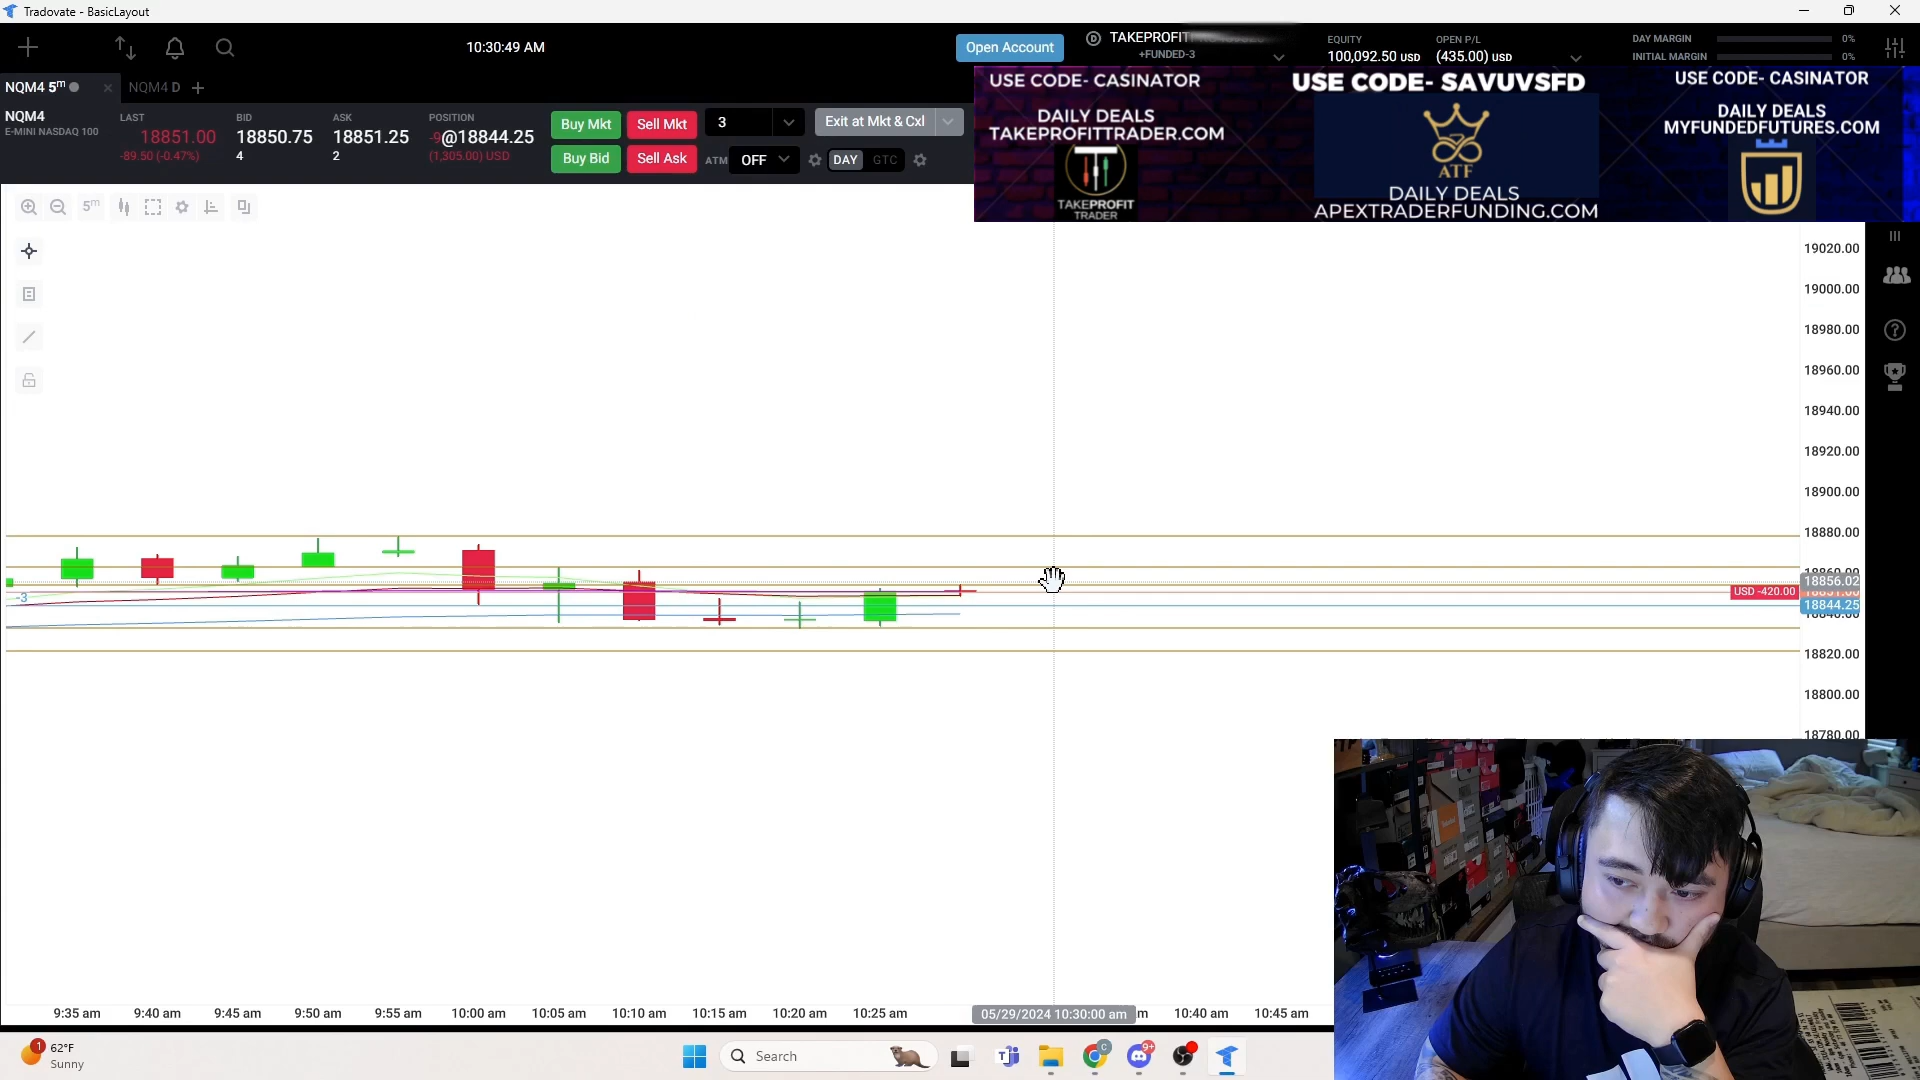 Tradovate - BasicLayout
10:30:49 AM
Open Account
TAKEPROFIT
+FUNDED-3
EQUITY
100,092.50 USD
OPEN P/L
(435.00) USD
DAY MARGIN
0%
INITIAL MARGIN
0%
NQM4 5m
NQM4 D
NQM4
E-MINI NASDAQ 100
LAST
18851.00
-89.50 (-0.47%)
BID
18850.75
4
ASK
18851.25
2
POSITION
-9@18844.25
(1,305.00) USD
Buy Mkt
Sell Mkt
3
Exit at Mkt & Cxl
Buy Bid
Sell Ask
ATM
OFF
DAY
GTC
USE CODE- CASINATOR
DAILY DEALS
TAKEPROFITTRADER.COM
TAKEPROFIT
TRADER
USE CODE- SAVUVSFD
ATF
DAILY DEALS
APEXTRADERFUNDING.COM
USE CODE- CASINATOR
DAILY DEALS
MYFUNDEDFUTURES.COM
5m
19020.00
19000.00
18980.00
18960.00
18940.00
18920.00
18900.00
18880.00
18856.02
USD -420.00
18844.25
18820.00
18800.00
18780.00
-3
9:35 am
9:40 am
9:45 am
9:50 am
9:55 am
10:00 am
10:05 am
10:10 am
10:15 am
10:20 am
10:25 am
05/29/2024 10:30:00 am
10:40 am
10:45 am
1
62°F
Sunny
Search
C
9+